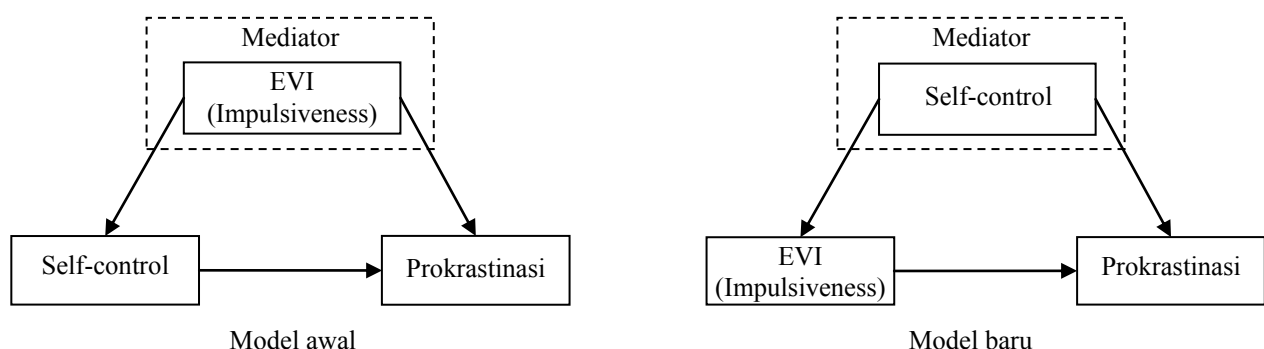 Mediator
EVI
(Impulsiveness)
Self-control
Prokrastinasi
Model awal
Mediator
Self-control
EVI
(Impulsiveness)
Prokrastinasi
Model baru